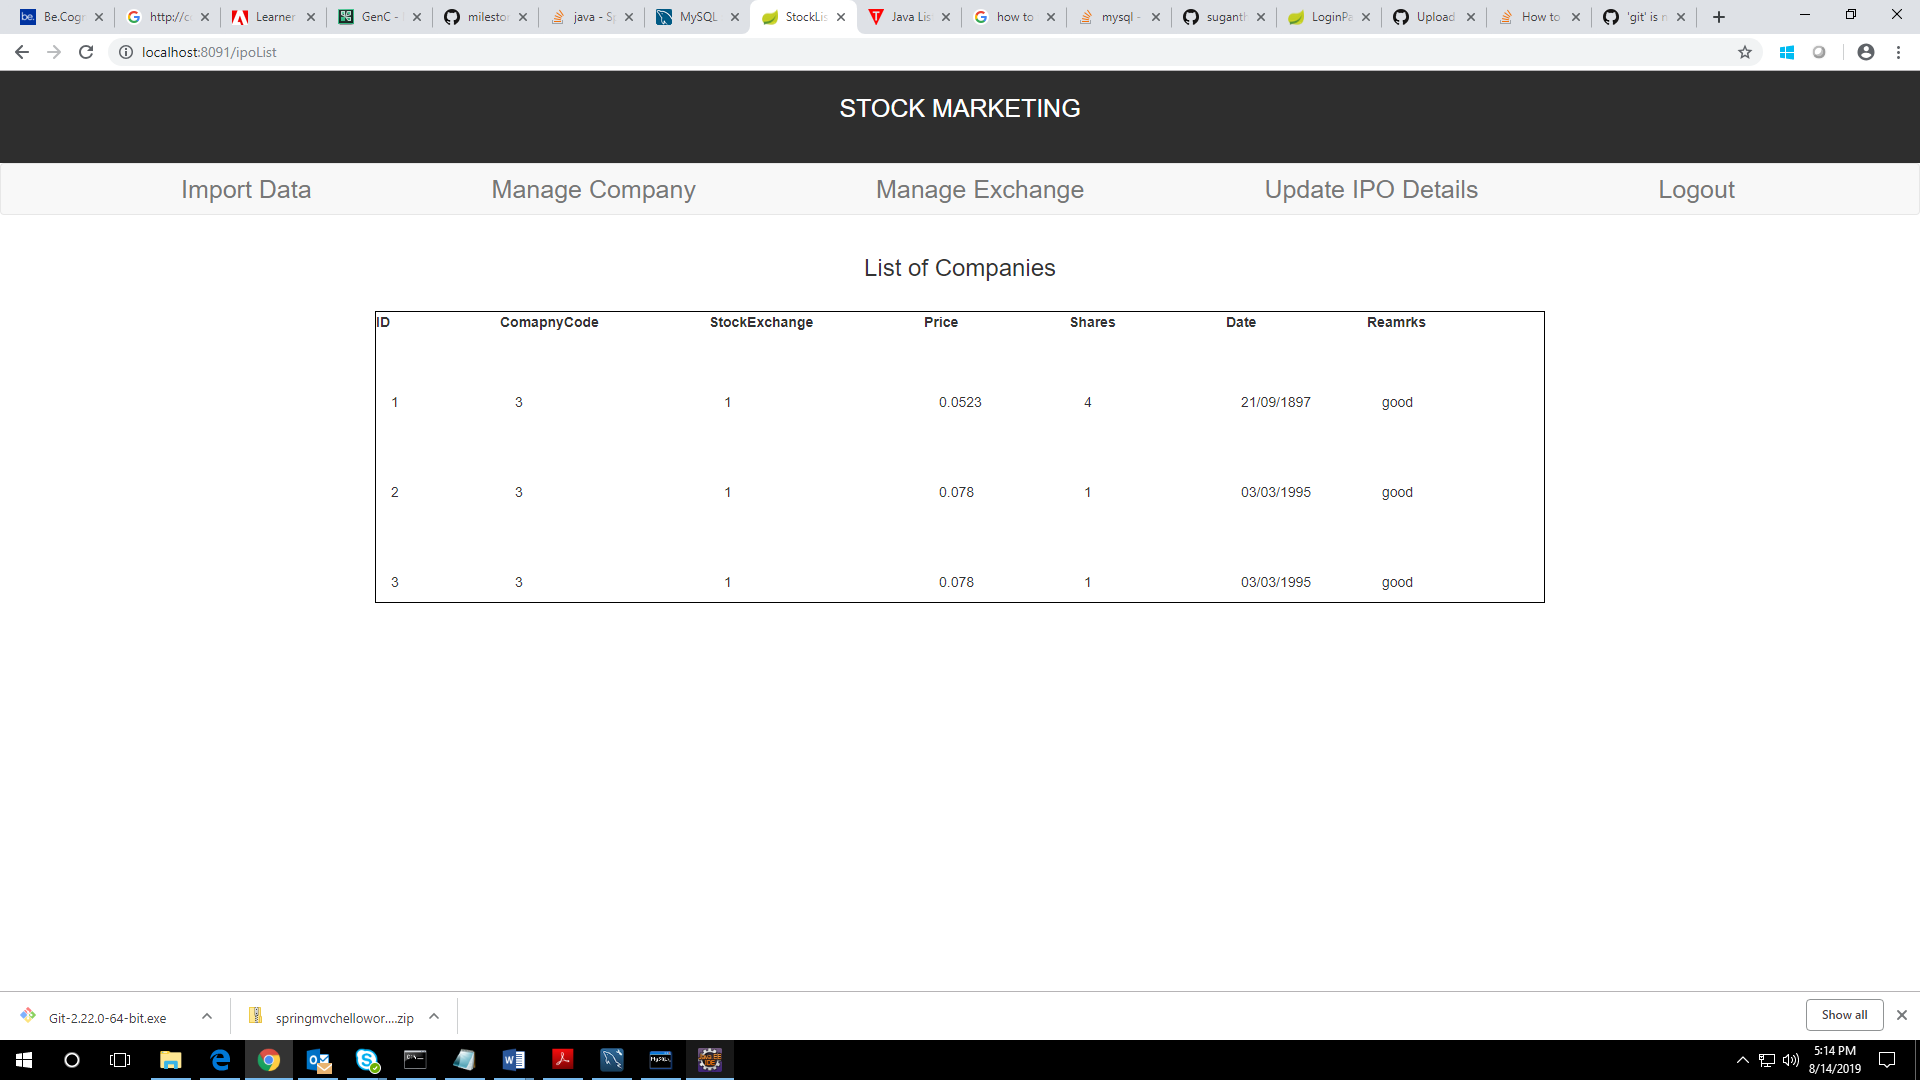 Be.Cog
http://c
Learner
GenC -
milesto
java - S
MySQL
StockLis
Java Lis
how to
mysql -
sugant
LoginPa
Upload
How to
'git' is n
localhost:8091/ipoList
STOCK MARKETING
Import Data Manage Company Manage Exchange Update IPO Details Logout
List of Companies
ID ComapnyCode StockExchange Price Shares Date Reamrks
1 3 1 0.0523 4 21/09/1897 good
2 3 1 0.078 1 03/03/1995 good
3 3 1 0.078 1 03/03/1995 good
Git-2.22.0-64-bit.exe
springmvchellowor....zip
Show all
5:14 PM
8/14/2019